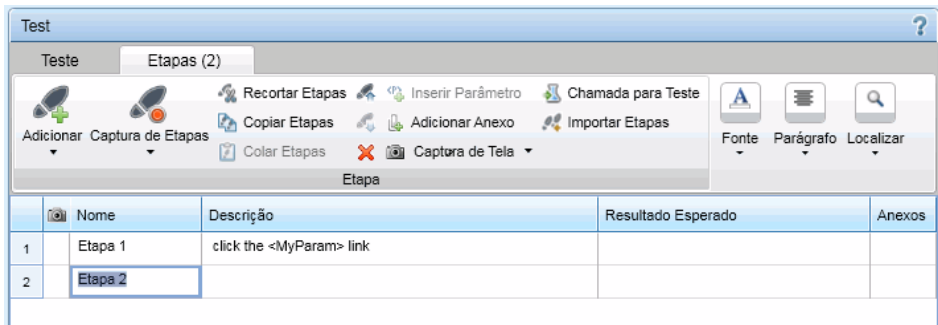 Test ?
Teste Etapas (2)
Recortar Etapas Inserir Parâmetro Chamada para Teste
Copiar Etapas Adicionar Anexo Importar Etapas
Adicionar Captura de Etapas Fonte Parágrafo Localizar
Colar Etapas Captora de Tela
Etapa
Nome Descrição Resultado Esperado Anexos
1 Etapa 1 click the <MyParam> link
2 Etapa 2